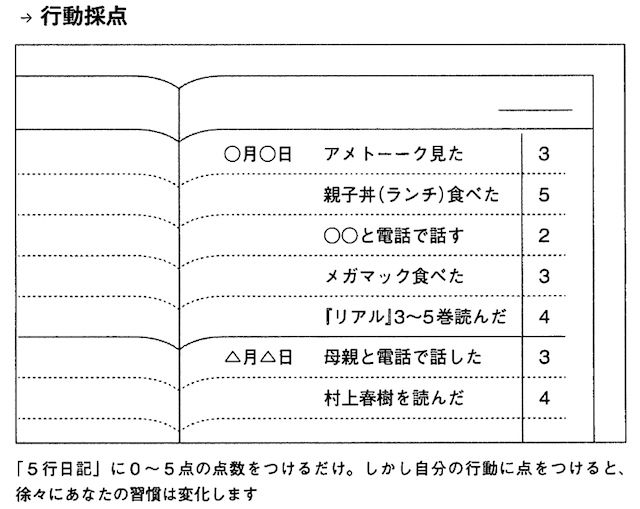 → 行動採点
○月○日 アメトーーク見た 3
親子丼(ランチ)食べた 5
○○と電話で話す 2
メガマック食べた 3
『リアル』3〜5巻読んだ 4
△月△日 母親と電話で話した 3
村上春樹を読んだ 4
「5行日記」に0〜5点の点数をつけるだけ。しかし自分の行動に点をつけると、
徐々にあなたの習慣は変化します